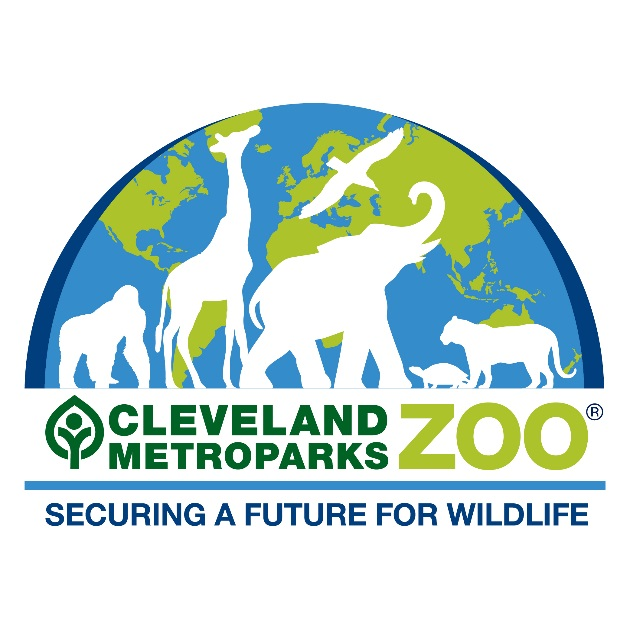 CLEVELAND
METROPARKS ZOO®
SECURING A FUTURE FOR WILDLIFE